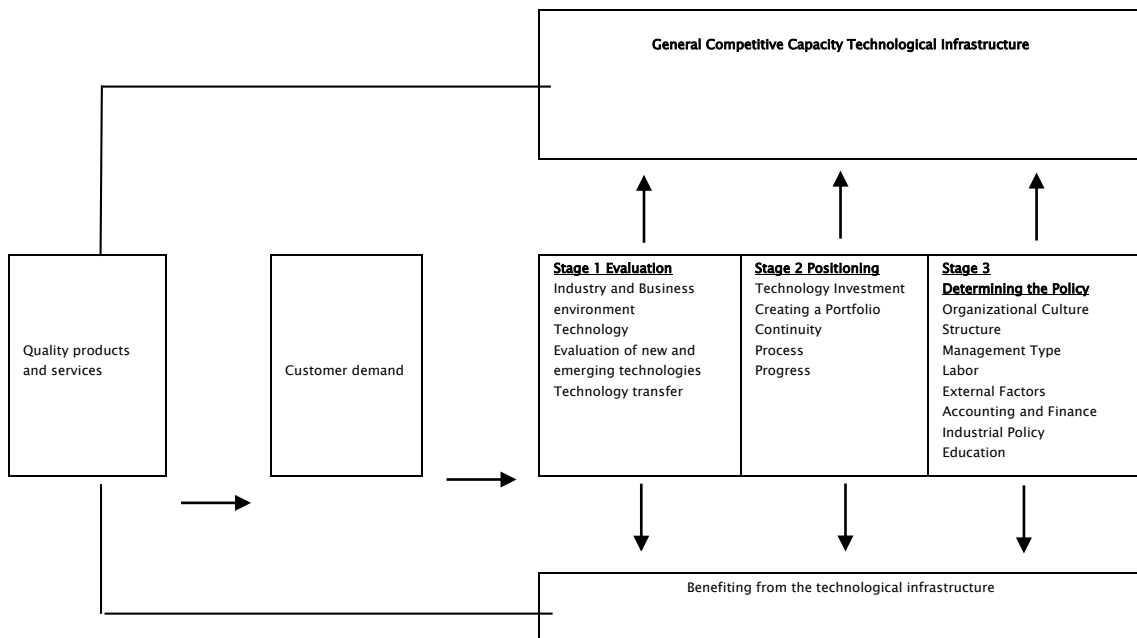 General Competitive Capacity Technological Infrastructure
Quality products
and services
Customer demand
Stage 1 Evaluation
Industry and Business
environment
Technology
Evaluation of new and
emerging technologies
Technology transfer
Stage 2 Positioning
Technology Investment
Creating a Portfolio
Continuity
Process
Progress
Stage 3
Determining the Policy
Organizational Culture
Structure
Management Type
Labor
External Factors
Accounting and Finance
Industrial Policy
Education
Benefiting from the technological infrastructure